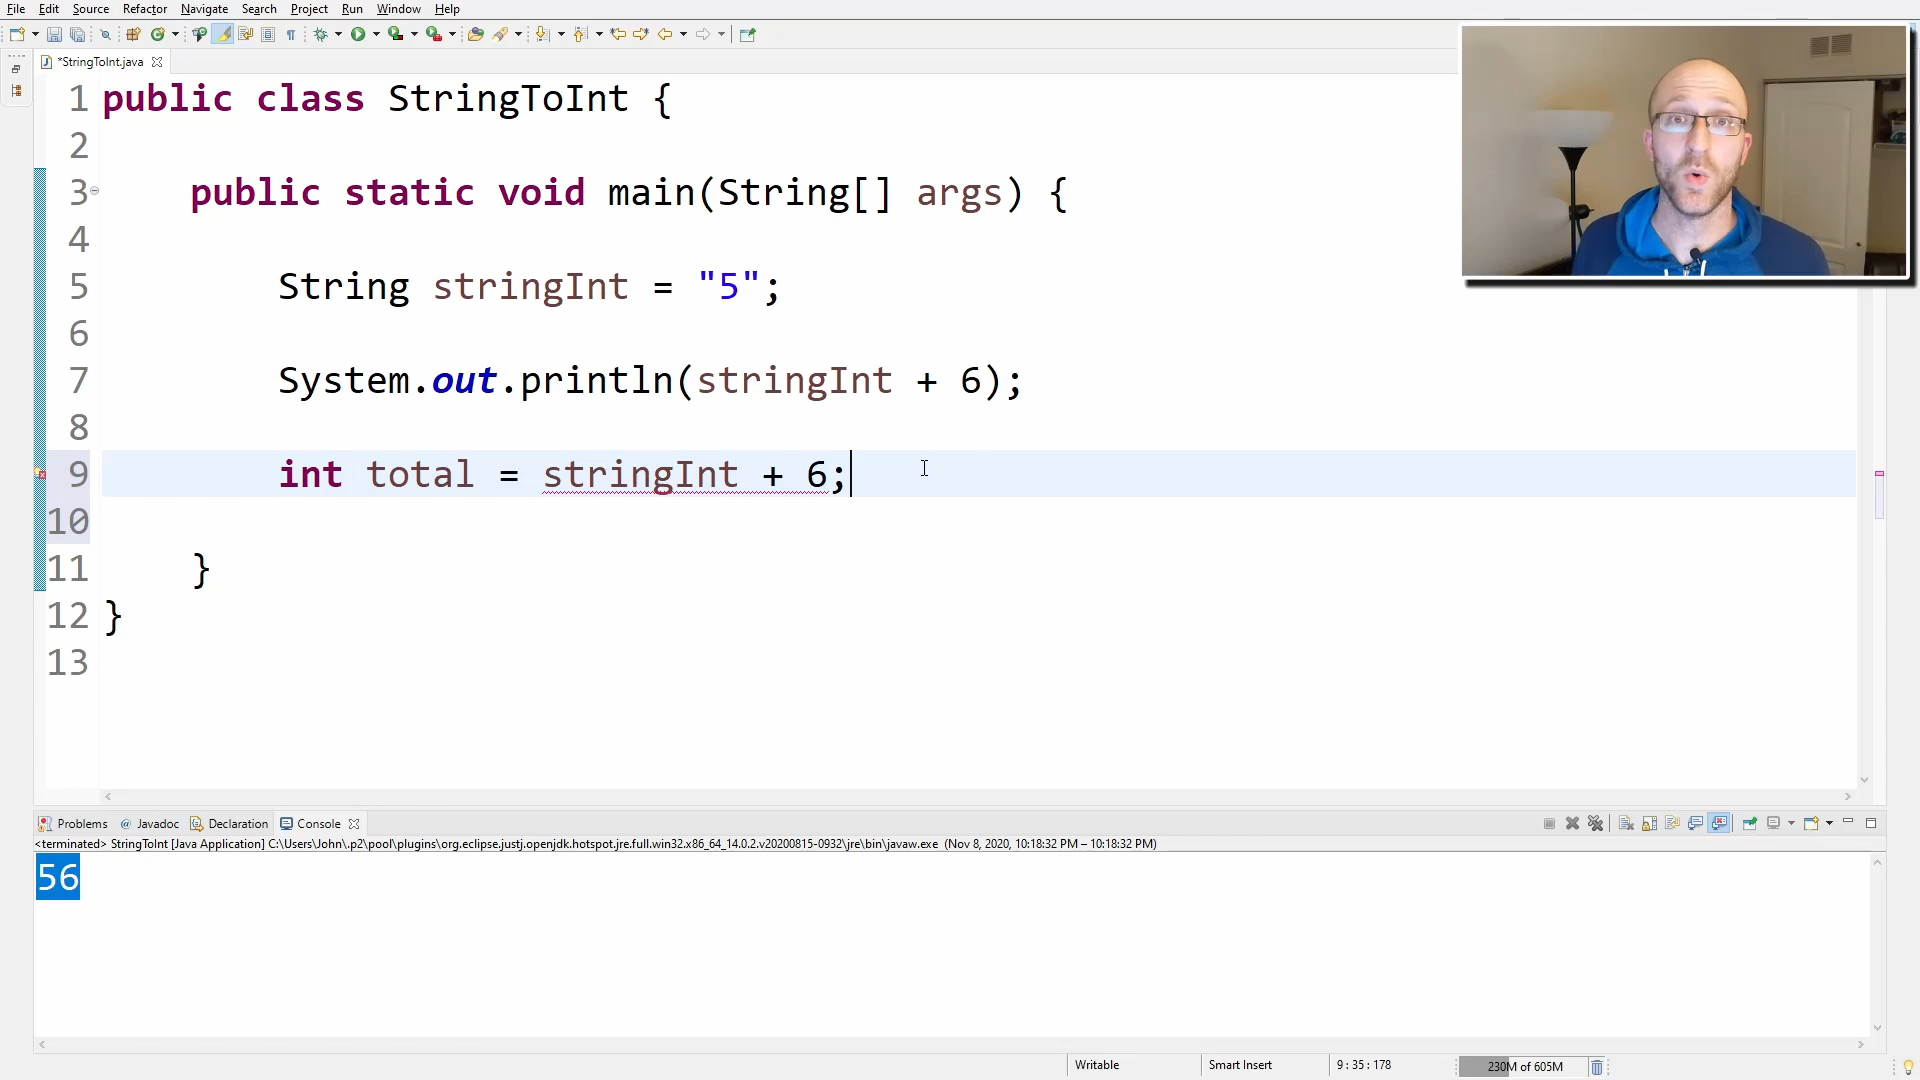 File Edit Source Refactor Navigate Search Project Run Window Help
*StringToInt.java
1 public class StringToInt {
2
3 public static void main(String[] args) {
4
5 String stringInt = "5";
6
7 System.out.println(stringInt + 6);
8
9 int total = stringInt + 6;
10
11 }
12 }
13
Problems @ Javadoc Declaration Console
<terminated> StringToInt [Java Application] C:\Users\John\.p2\pool\plugins\org.eclipse.justj.openjdk.hotspot.jre.full.win32.x86_64_14.0.2.v20200815-0932\jre\bin\javaw.exe (Nov 8, 2020, 10:18:32 PM – 10:18:32 PM)
56
Writable Smart Insert 9 : 35 : 178 230M of 605M